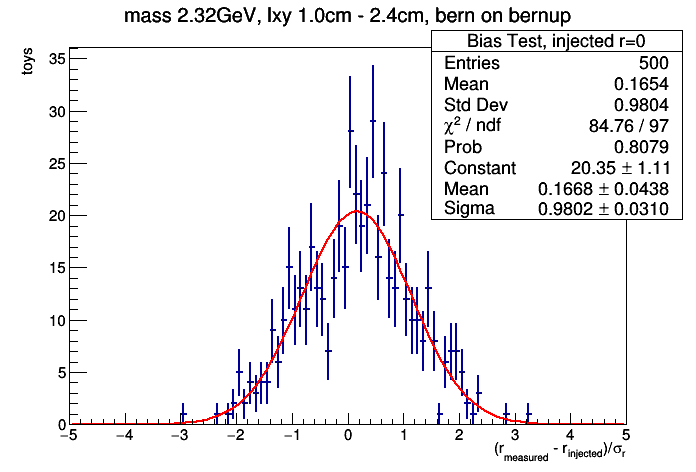 mass 2.32GeV, lxy 1.0cm - 2.4cm, bern on bernup
Bias Test, injected r=0
Entries 500
Mean 0.1654
Std Dev 0.9804
χ² / ndf 84.76 / 97
Prob 0.8079
Constant 20.35 ± 1.11
Mean 0.1668 ± 0.0438
Sigma 0.9802 ± 0.0310
toys
35
30
25
20
15
10
5
0
−5 −4 −3 −2 −1 0 1 2 3 4 5
(r_measured - r_injected)/σ_r